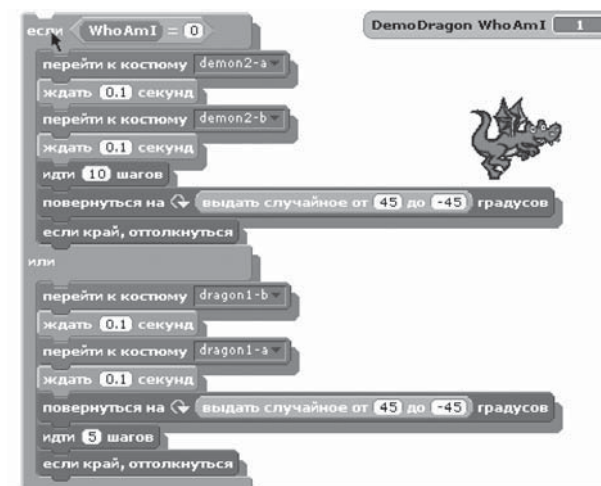 если WhoAmI = 0
DemoDragon WhoAmI 1
перейти к костюму demon2-a
ждать 0.1 секунд
перейти к костюму demon2-b
ждать 0.1 секунд
идти 10 шагов
повернуться на выдать случайное от 45 до -45 градусов
если край, оттолкнуться
или
перейти к костюму dragon1-b
ждать 0.1 секунд
перейти к костюму dragon1-a
ждать 0.1 секунд
повернуться на выдать случайное от 45 до -45 градусов
идти 5 шагов
если край, оттолкнуться